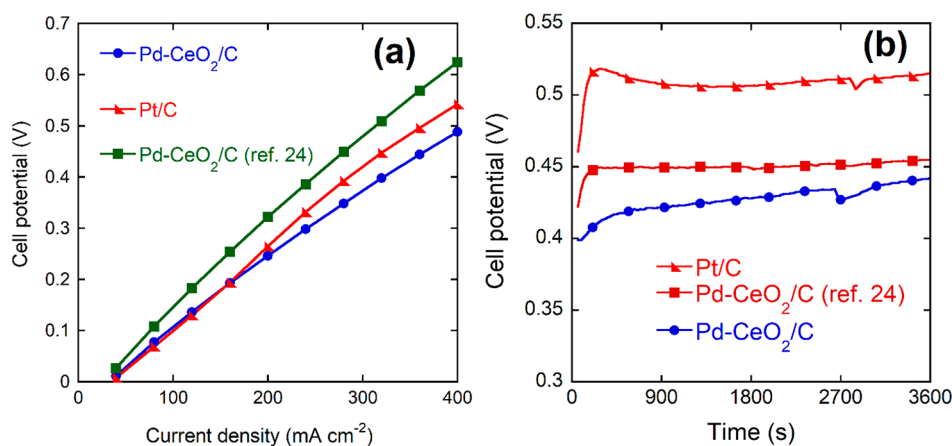 (a)
Pd-CeO₂/C
Pt/C
Pd-CeO₂/C (ref. 24)
Cell potential (V)
0.7
0.6
0.5
0.4
0.3
0.2
0.1
0
0 100 200 300 400
Current density (mA cm⁻²)
(b)
Cell potential (V)
0.55
0.5
0.45
0.4
0.35
0.3
Pt/C
Pd-CeO₂/C (ref. 24)
Pd-CeO₂/C
0 900 1800 2700 3600
Time (s)